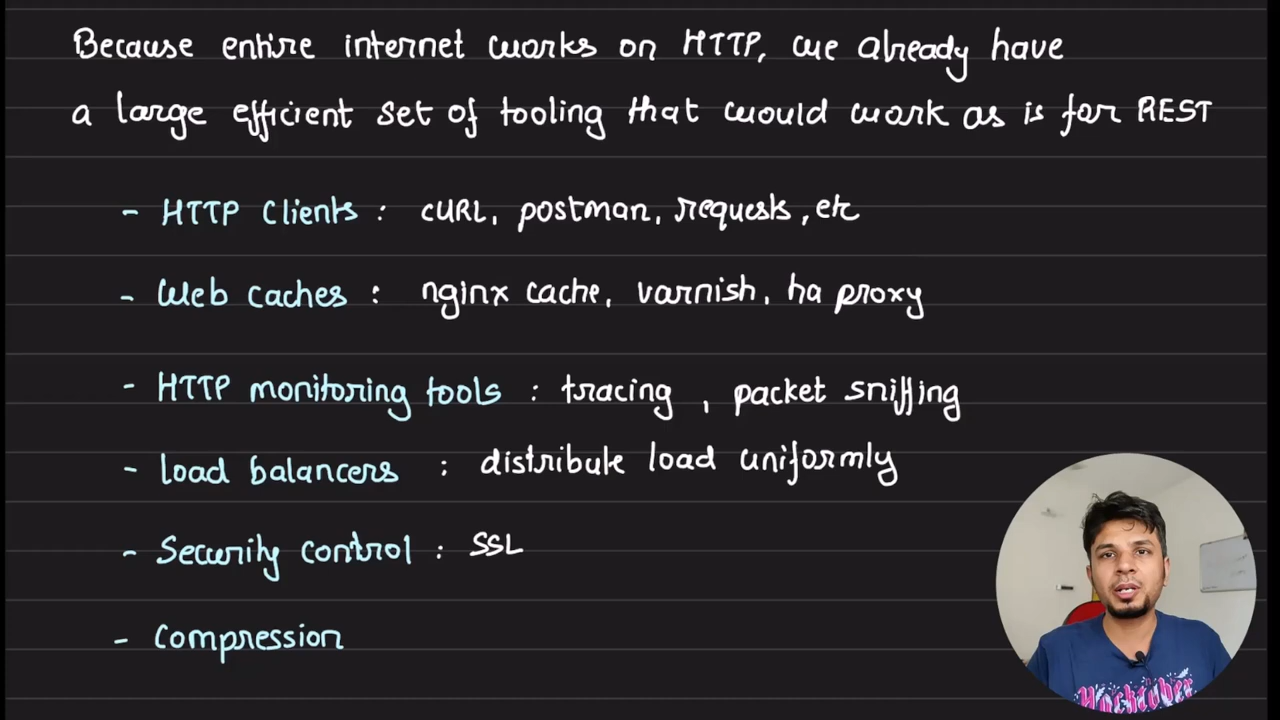 Because entire internet works on HTTP, we already have
a large efficient set of tooling that would work as is for REST
- HTTP Clients : cURL, postman, requests, etc
- Web caches : nginx cache, varnish, ha proxy
- HTTP monitoring tools : tracing , packet sniffing
- Load balancers : distribute load uniformly
- Security control : SSL
- Compression
Hacktober